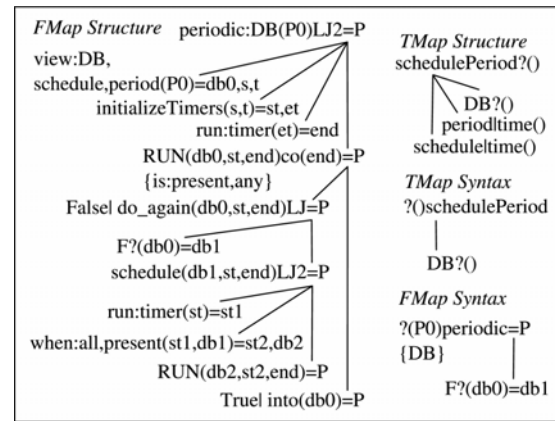 FMap Structure
periodic:DB(P0)LJ2=P
view:DB,
schedule,period(P0)=db0,s,t
initializeTimers(s,t)=st,et
run:timer(et)=end
RUN(db0,st,end)co(end)=P
{is:present,any}
False| do_again(db0,st,end)LJ=P
F?(db0)=db1
schedule(db1,st,end)LJ2=P
run:timer(st)=st1
when:all,present(st1,db1)=st2,db2
RUN(db2,st2,end)=P
True| into(db0)=P
TMap Structure
schedulePeriod?()
DB?()
period|time()
schedule|time()
TMap Syntax
?()schedulePeriod
DB?()
FMap Syntax
?(P0)periodic=P
{DB}
F?(db0)=db1